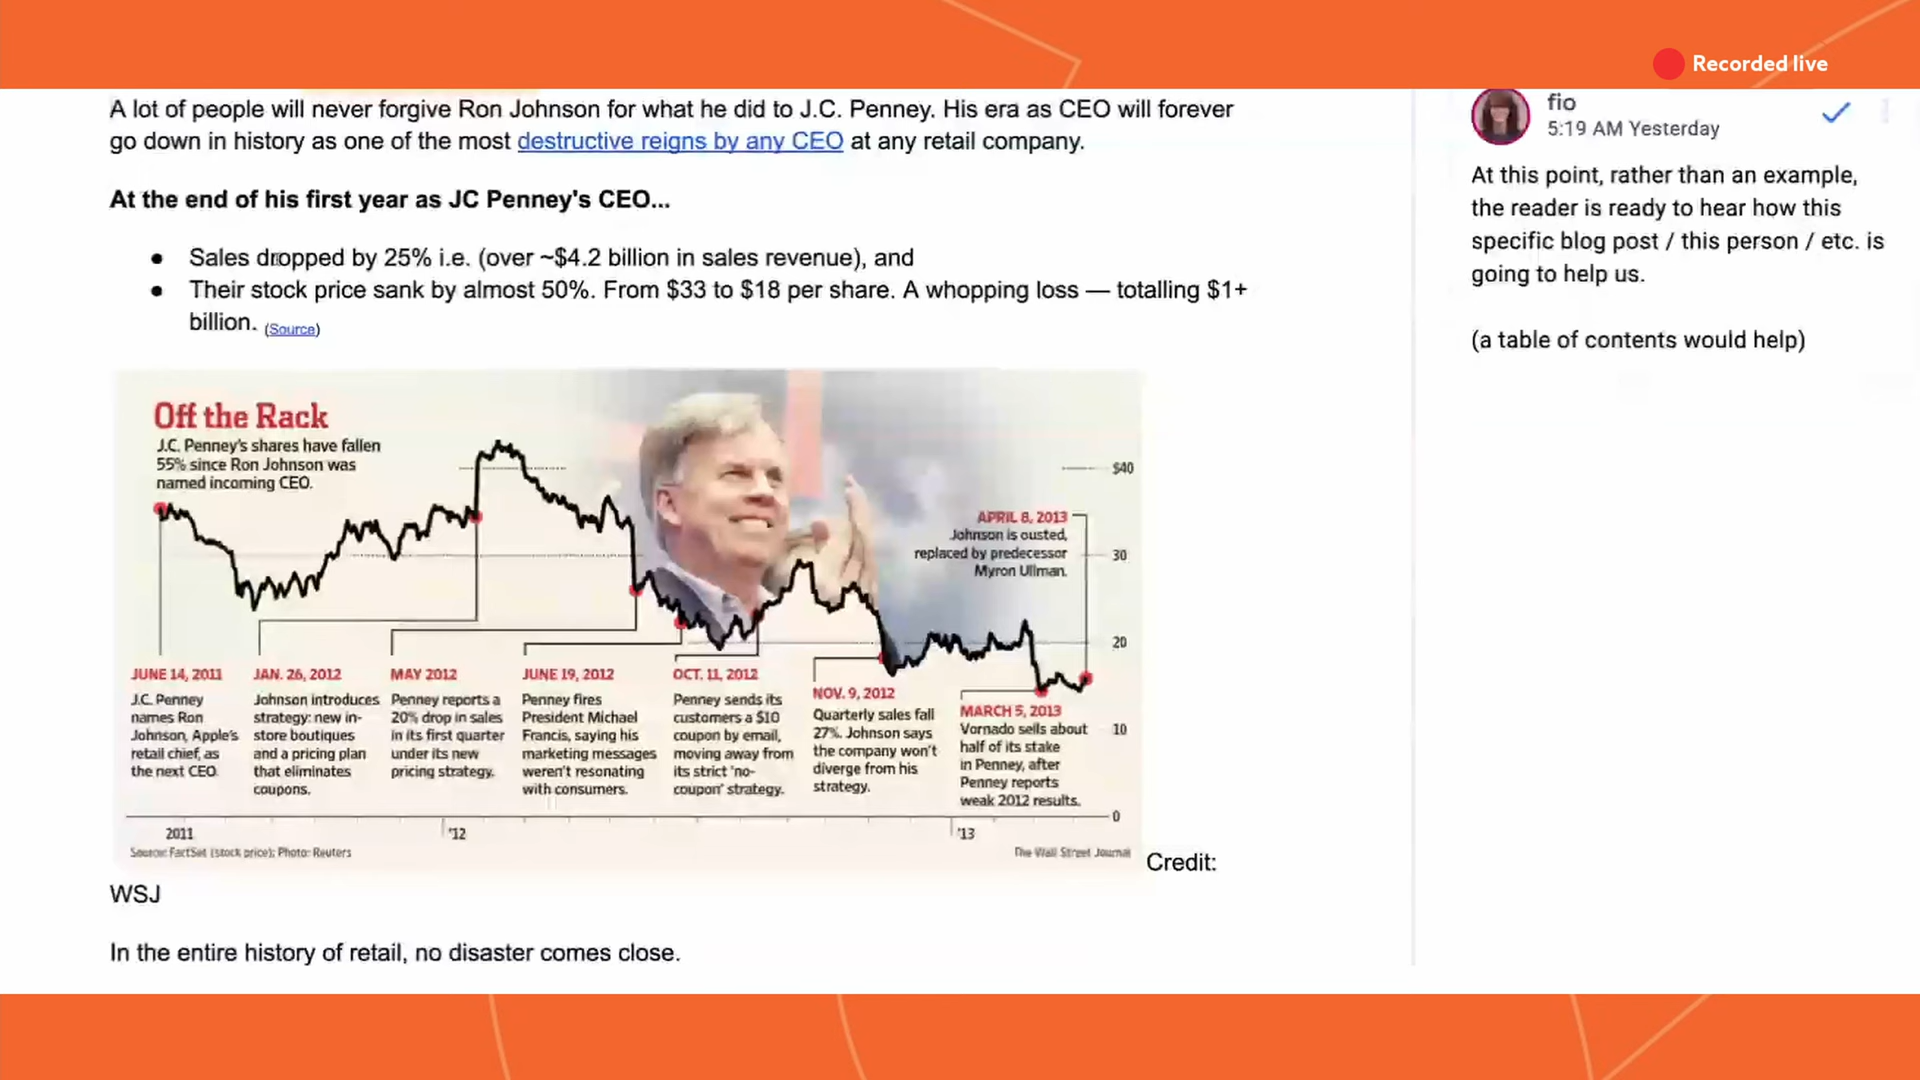 Recorded live
A lot of people will never forgive Ron Johnson for what he did to J.C. Penney. His era as CEO will forever
go down in history as one of the most destructive reigns by any CEO at any retail company.
At the end of his first year as JC Penney's CEO...
● Sales dropped by 25% i.e. (over ~$4.2 billion in sales revenue), and
● Their stock price sank by almost 50%. From $33 to $18 per share. A whopping loss — totalling $1+
billion. (Source)
Off the Rack
J.C. Penney's shares have fallen
55% since Ron Johnson was
named incoming CEO.
$40
30
20
10
0
APRIL 8, 2013
Johnson is ousted,
replaced by predecessor
Myron Ullman.
JUNE 14, 2011
J.C. Penney
names Ron
Johnson, Apple's
retail chief, as
the next CEO.
JAN. 26, 2012
Johnson introduces
strategy: new in-
store boutiques
and a pricing plan
that eliminates
coupons.
MAY 2012
Penney reports a
20% drop in sales
in its first quarter
under its new
pricing strategy.
JUNE 19, 2012
Penney fires
President Michael
Francis, saying his
marketing messages
weren't resonating
with consumers.
OCT. 11, 2012
Penney sends its
customers a $10
coupon by email,
moving away from
its strict 'no-
coupon' strategy.
NOV. 9, 2012
Quarterly sales fall
27%. Johnson says
the company won't
diverge from his
strategy.
MARCH 5, 2013
Vornado sells about
half of its stake
in Penney, after
Penney reports
weak 2012 results.
2011
'12
'13
Source: FactSet (stock price); Photo: Reuters
The Wall Street Journal
Credit:
WSJ
In the entire history of retail, no disaster comes close.
fio
5:19 AM Yesterday
At this point, rather than an example,
the reader is ready to hear how this
specific blog post / this person / etc. is
going to help us.
(a table of contents would help)